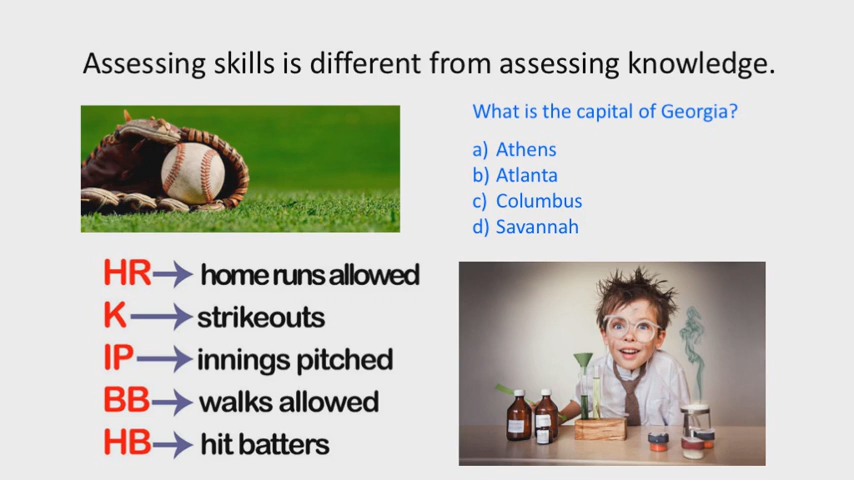 Assessing skills is different from assessing knowledge.
What is the capital of Georgia?
a) Athens
b) Atlanta
c) Columbus
d) Savannah
HR → home runs allowed
K → strikeouts
IP → innings pitched
BB → walks allowed
HB → hit batters